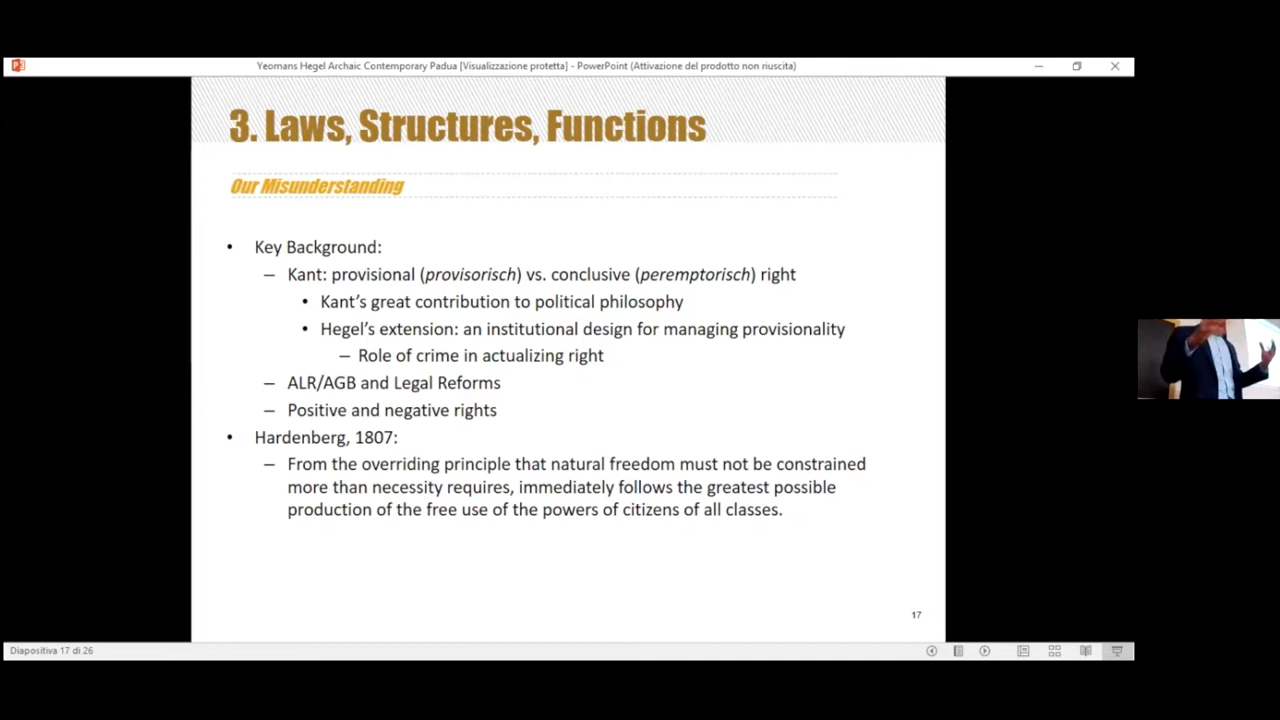 Yeomans Hegel Archaic Contemporary Padua [Visualizzazione protetta] - PowerPoint (Attivazione del prodotto non riuscita)
3. Laws, Structures, Functions
Our Misunderstanding
• Key Background:
– Kant: provisional (provisorisch) vs. conclusive (peremptorisch) right
• Kant's great contribution to political philosophy
• Hegel's extension: an institutional design for managing provisionality
– Role of crime in actualizing right
– ALR/AGB and Legal Reforms
– Positive and negative rights
• Hardenberg, 1807:
– From the overriding principle that natural freedom must not be constrained
more than necessity requires, immediately follows the greatest possible
production of the free use of the powers of citizens of all classes.
17
Diapositiva 17 di 26